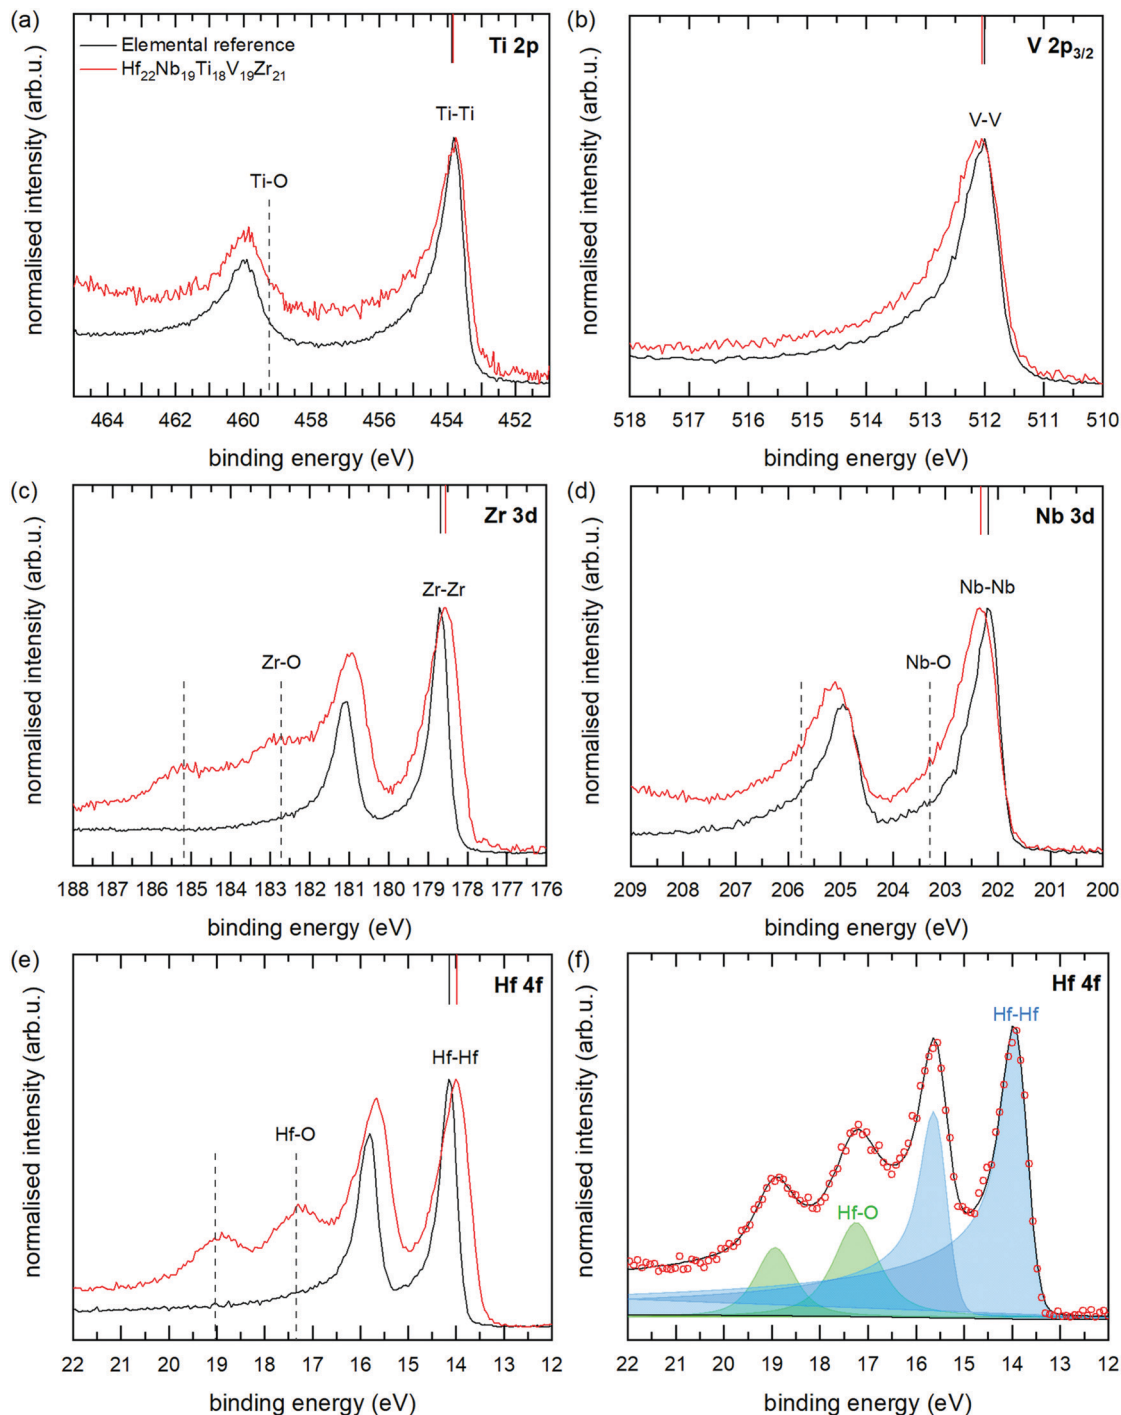 (a)
Ti 2p
Elemental reference
Hf22Nb19Ti18V19Zr21
Ti-Ti
Ti-O
normalised intensity (arb.u.)
464 462 460 458 456 454 452
binding energy (eV)
(b)
V 2p3/2
V-V
normalised intensity (arb.u.)
518 517 516 515 514 513 512 511 510
binding energy (eV)
(c)
Zr 3d
Zr-Zr
Zr-O
normalised intensity (arb.u.)
188 187 186 185 184 183 182 181 180 179 178 177 176
binding energy (eV)
(d)
Nb 3d
Nb-Nb
Nb-O
normalised intensity (arb.u.)
209 208 207 206 205 204 203 202 201 200
binding energy (eV)
(e)
Hf 4f
Hf-Hf
Hf-O
normalised intensity (arb.u.)
22 21 20 19 18 17 16 15 14 13 12
binding energy (eV)
(f)
Hf 4f
Hf-Hf
Hf-O
normalised intensity (arb.u.)
22 21 20 19 18 17 16 15 14 13 12
binding energy (eV)